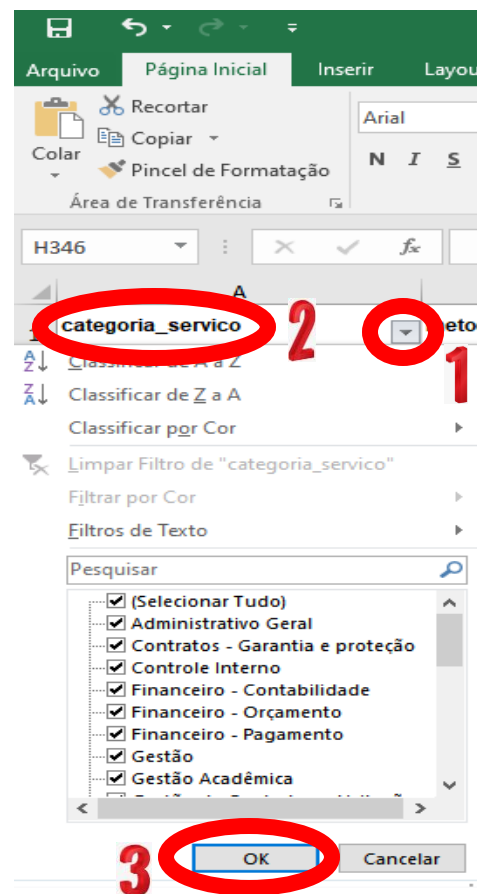 Arquivo Página Inicial Inserir Layou
Recortar
Copiar
Colar
Pincel de Formatação
Arial
N I S
Área de Transferência
H346 fx
A
1 categoria_servico 2 eto
1
Classificar de A a Z
Classificar de Z a A
Classificar por Cor
Limpar Filtro de "categoria_servico"
Filtrar por Cor
Filtros de Texto
Pesquisar
(Selecionar Tudo)
Administrativo Geral
Contratos - Garantia e proteção
Controle Interno
Financeiro - Contabilidade
Financeiro - Orçamento
Financeiro - Pagamento
Gestão
Gestão Acadêmica
3 OK Cancelar